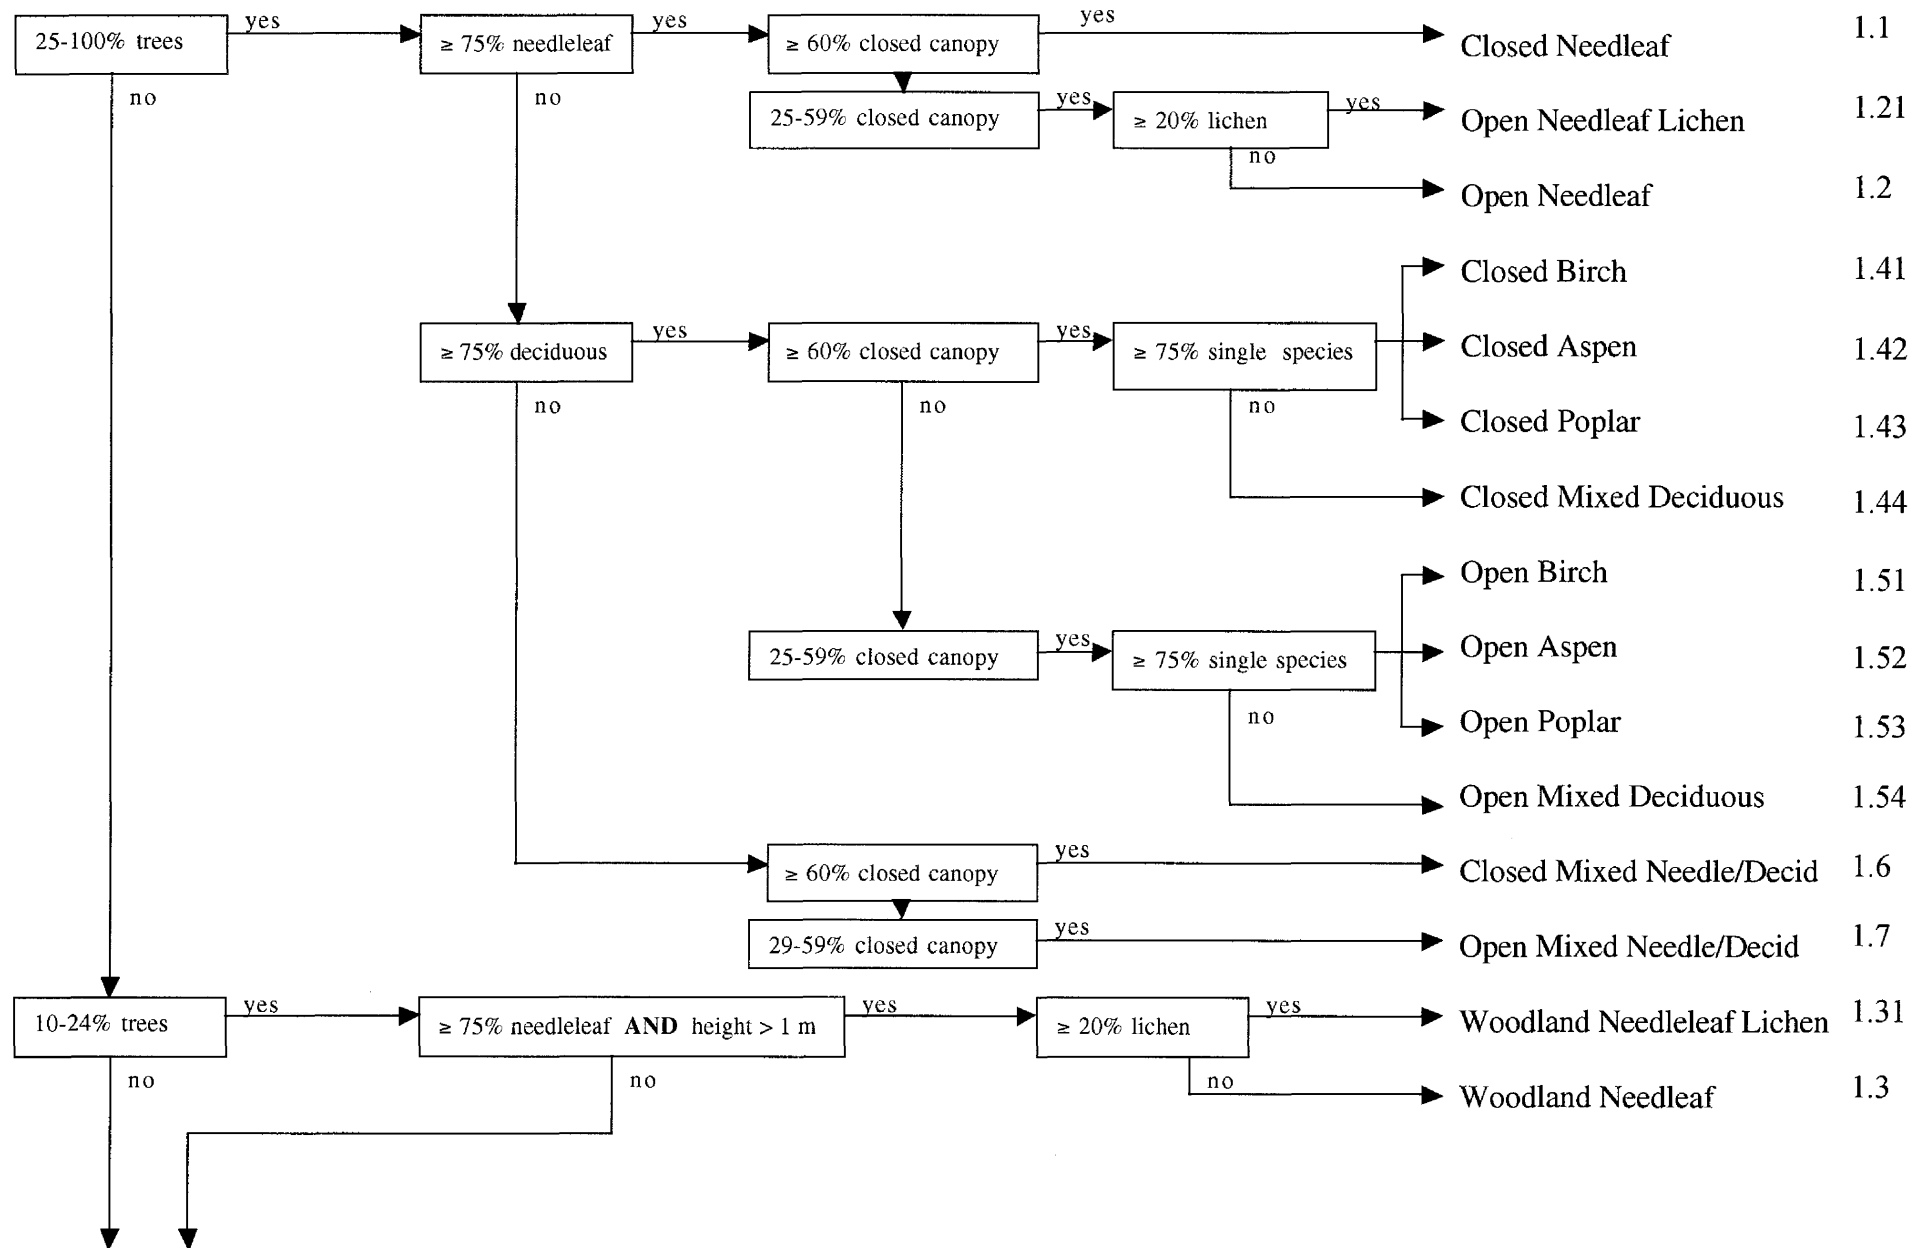 25-100% trees yes ≥ 75% needleleaf yes ≥ 60% closed canopy yes Closed Needleaf 1.1
no no 25-59% closed canopy yes ≥ 20% lichen yes Open Needleaf Lichen 1.21
no Open Needleaf 1.2
Closed Birch 1.41
≥ 75% deciduous yes ≥ 60% closed canopy yes ≥ 75% single species Closed Aspen 1.42
no no no Closed Poplar 1.43
Closed Mixed Deciduous 1.44
Open Birch 1.51
25-59% closed canopy yes ≥ 75% single species Open Aspen 1.52
no Open Poplar 1.53
Open Mixed Deciduous 1.54
≥ 60% closed canopy yes Closed Mixed Needle/Decid 1.6
29-59% closed canopy yes Open Mixed Needle/Decid 1.7
10-24% trees yes ≥ 75% needleleaf AND height > 1 m yes ≥ 20% lichen yes Woodland Needleleaf Lichen 1.31
no no no Woodland Needleaf 1.3